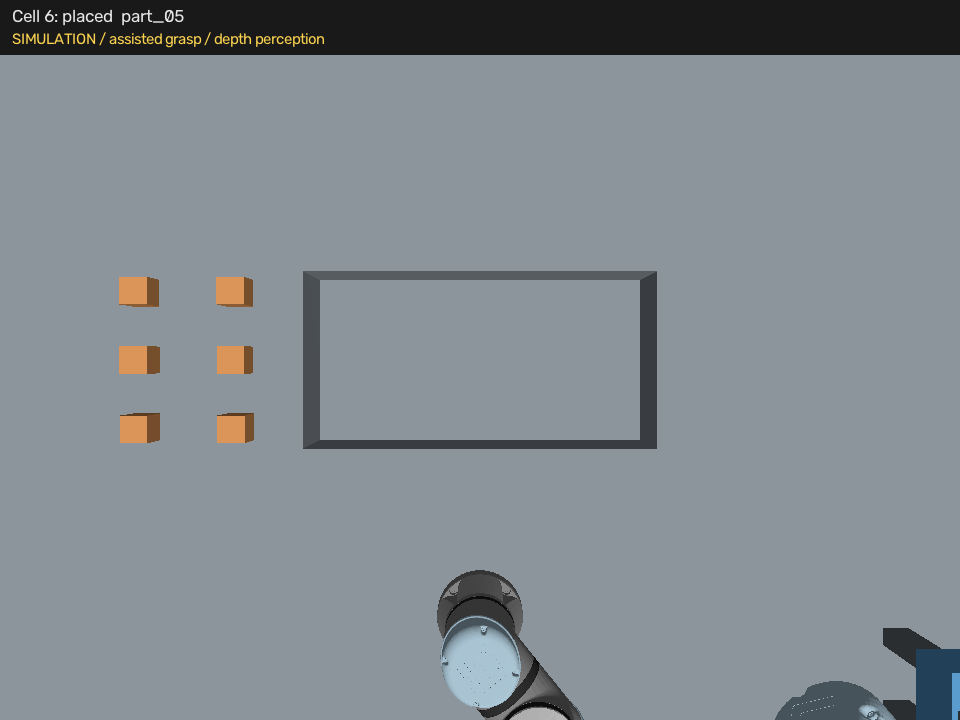 Cell 6: placed part_05
SIMULATION / assisted grasp / depth perception